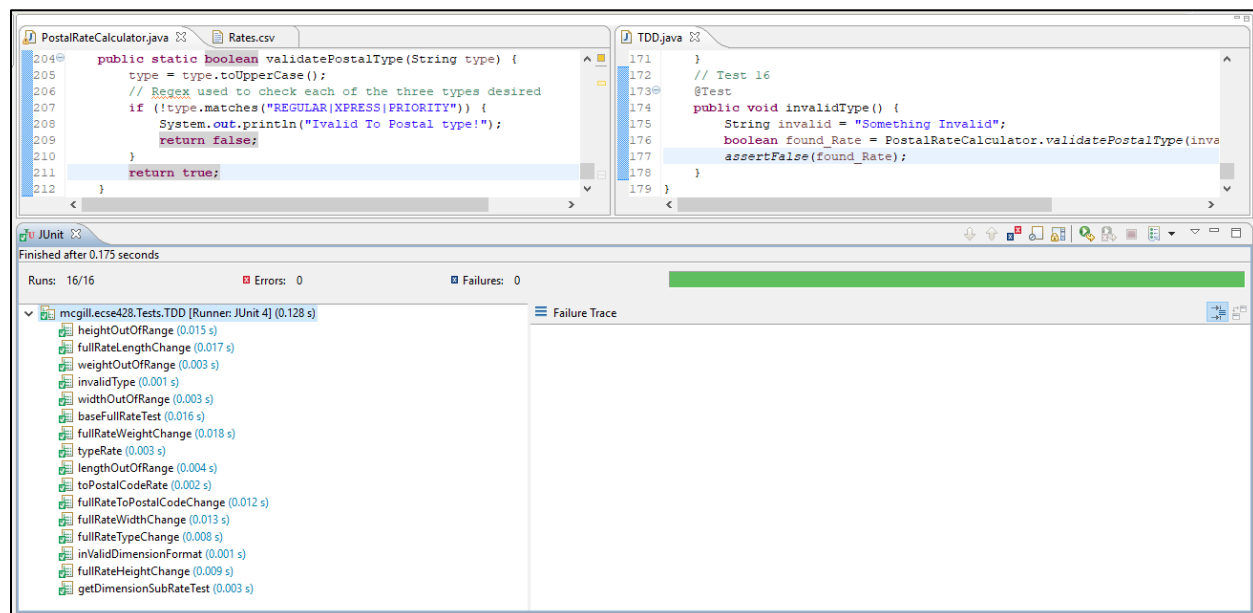 PostalRateCalculator.java
Rates.csv
204 public static boolean validatePostalType(String type) {
205 type = type.toUpperCase();
206 // Regex used to check each of the three types desired
207 if (!type.matches("REGULAR|XPRESS|PRIORITY")) {
208 System.out.println("Ivalid To Postal type!");
209 return false;
210 }
211 return true;
212 }
TDD.java
171 }
172 // Test 16
173 @Test
174 public void invalidType() {
175 String invalid = "Something Invalid";
176 boolean found_Rate = PostalRateCalculator.validatePostalType(inva
177 assertFalse(found_Rate);
178 }
179 }
JUnit
Finished after 0.175 seconds
Runs: 16/16 Errors: 0 Failures: 0
mcgill.ecse428.Tests.TDD [Runner: JUnit 4] (0.128 s)
heightOutOfRange (0.015 s)
fullRateLengthChange (0.017 s)
weightOutOfRange (0.003 s)
invalidType (0.001 s)
widthOutOfRange (0.003 s)
baseFullRateTest (0.016 s)
fullRateWeightChange (0.018 s)
typeRate (0.003 s)
lengthOutOfRange (0.004 s)
toPostalCodeRate (0.002 s)
fullRateToPostalCodeChange (0.012 s)
fullRateWidthChange (0.013 s)
fullRateTypeChange (0.008 s)
inValidDimensionFormat (0.001 s)
fullRateHeightChange (0.009 s)
getDimensionSubRateTest (0.003 s)
Failure Trace